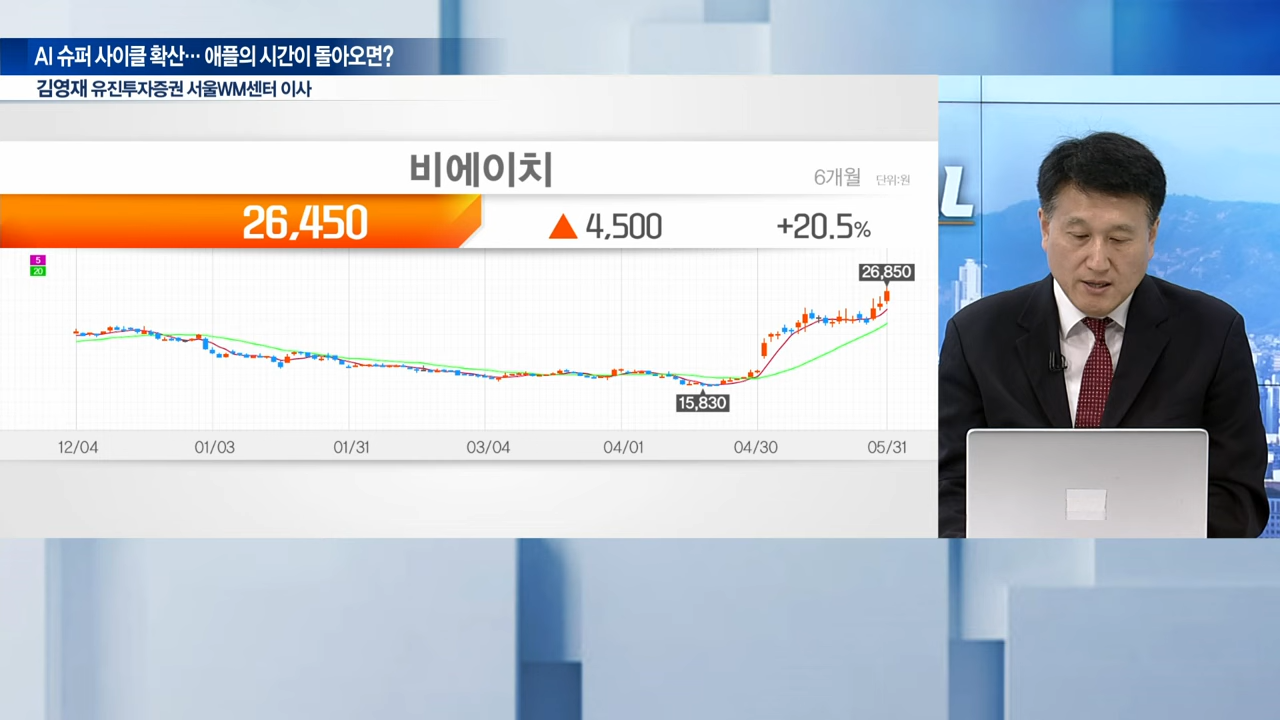 AI 슈퍼 사이클 확산… 애플의 시간이 돌아오면?
김영재 유진투자증권 서울WM센터 이사
비에이치
6개월 단위:원
26,450 ▲ 4,500 +20.5%
5
20
26,850
15,830
12/04 01/03 01/31 03/04 04/01 04/30 05/31
L